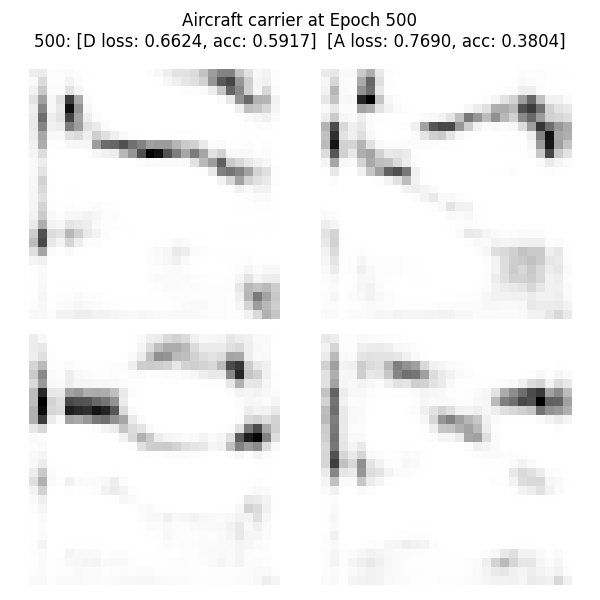 Aircraft carrier at Epoch 500
500: [D loss: 0.6624, acc: 0.5917]  [A loss: 0.7690, acc: 0.3804]